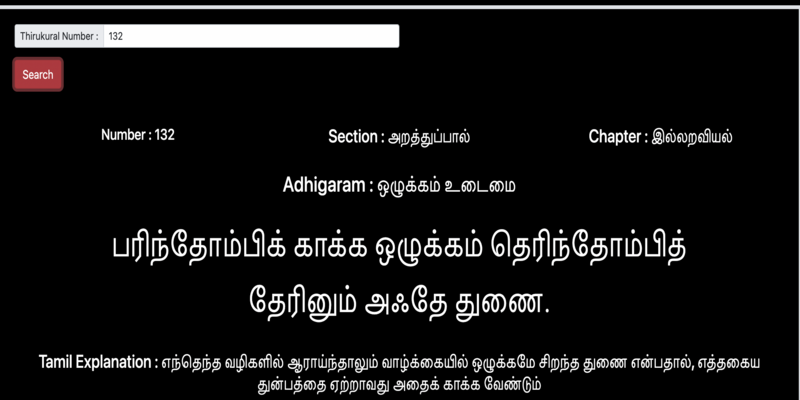 Thirukural Number : 132
Search
Number : 132 Section : அறத்துப்பால் Chapter : இல்லறவியல்
Adhigaram : ஒழுக்கம் உடைமை
பரிந்தோம்பிக் காக்க ஒழுக்கம் தெரிந்தோம்பித்
தேரினும் அஃதே துணை.
Tamil Explanation : எந்தெந்த வழிகளில் ஆராய்ந்தாலும் வாழ்க்கையில் ஒழுக்கமே சிறந்த துணை என்பதால், எத்தகைய
துன்பத்தை ஏற்றாவது அதைக் காக்க வேண்டும்